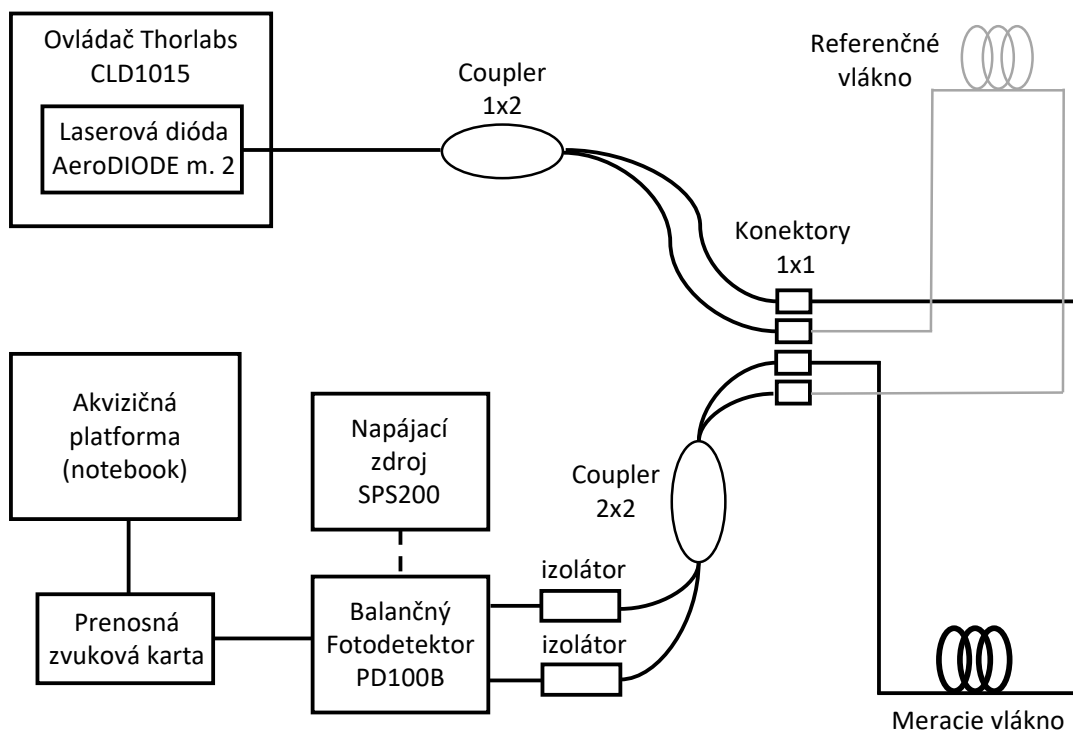 Ovládač Thorlabs
CLD1015
Laserová dióda
AeroDIODE m. 2
Coupler
1x2
Referenčné
vlákno
Konektory
1x1
Akvizičná
platforma
(notebook)
Napájací
zdroj
SPS200
Coupler
2x2
izolátor
Prenosná
zvuková karta
Balančný
Fotodetektor
PD100B
izolátor
Meracie vlákno